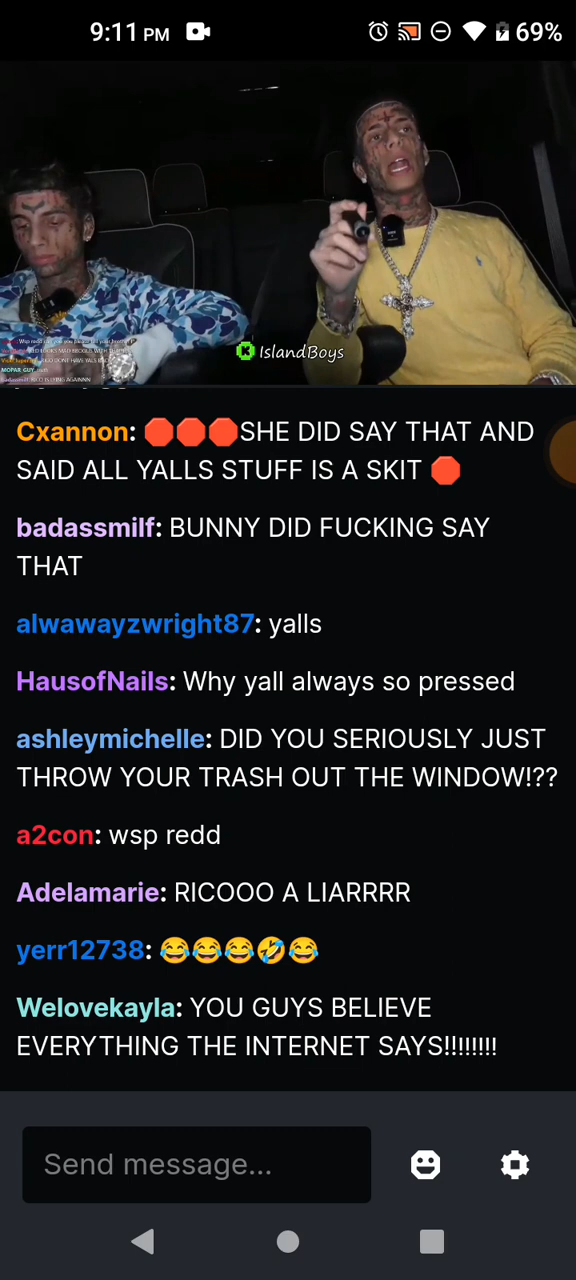 9:11 PM 69%
IslandBoys
MOPAR_GUY
Cxannon: 🛑🛑🛑SHE DID SAY THAT AND
SAID ALL YALLS STUFF IS A SKIT 🛑
badassmilf: BUNNY DID FUCKING SAY
THAT
alwawayzwright87: yalls
HausofNails: Why yall always so pressed
ashleymichelle: DID YOU SERIOUSLY JUST
THROW YOUR TRASH OUT THE WINDOW!??
a2con: wsp redd
Adelamarie: RICOOO A LIARRRR
yerr12738: 😂😂😂🤣😂
Welovekayla: YOU GUYS BELIEVE
EVERYTHING THE INTERNET SAYS!!!!!!!!
Send message...